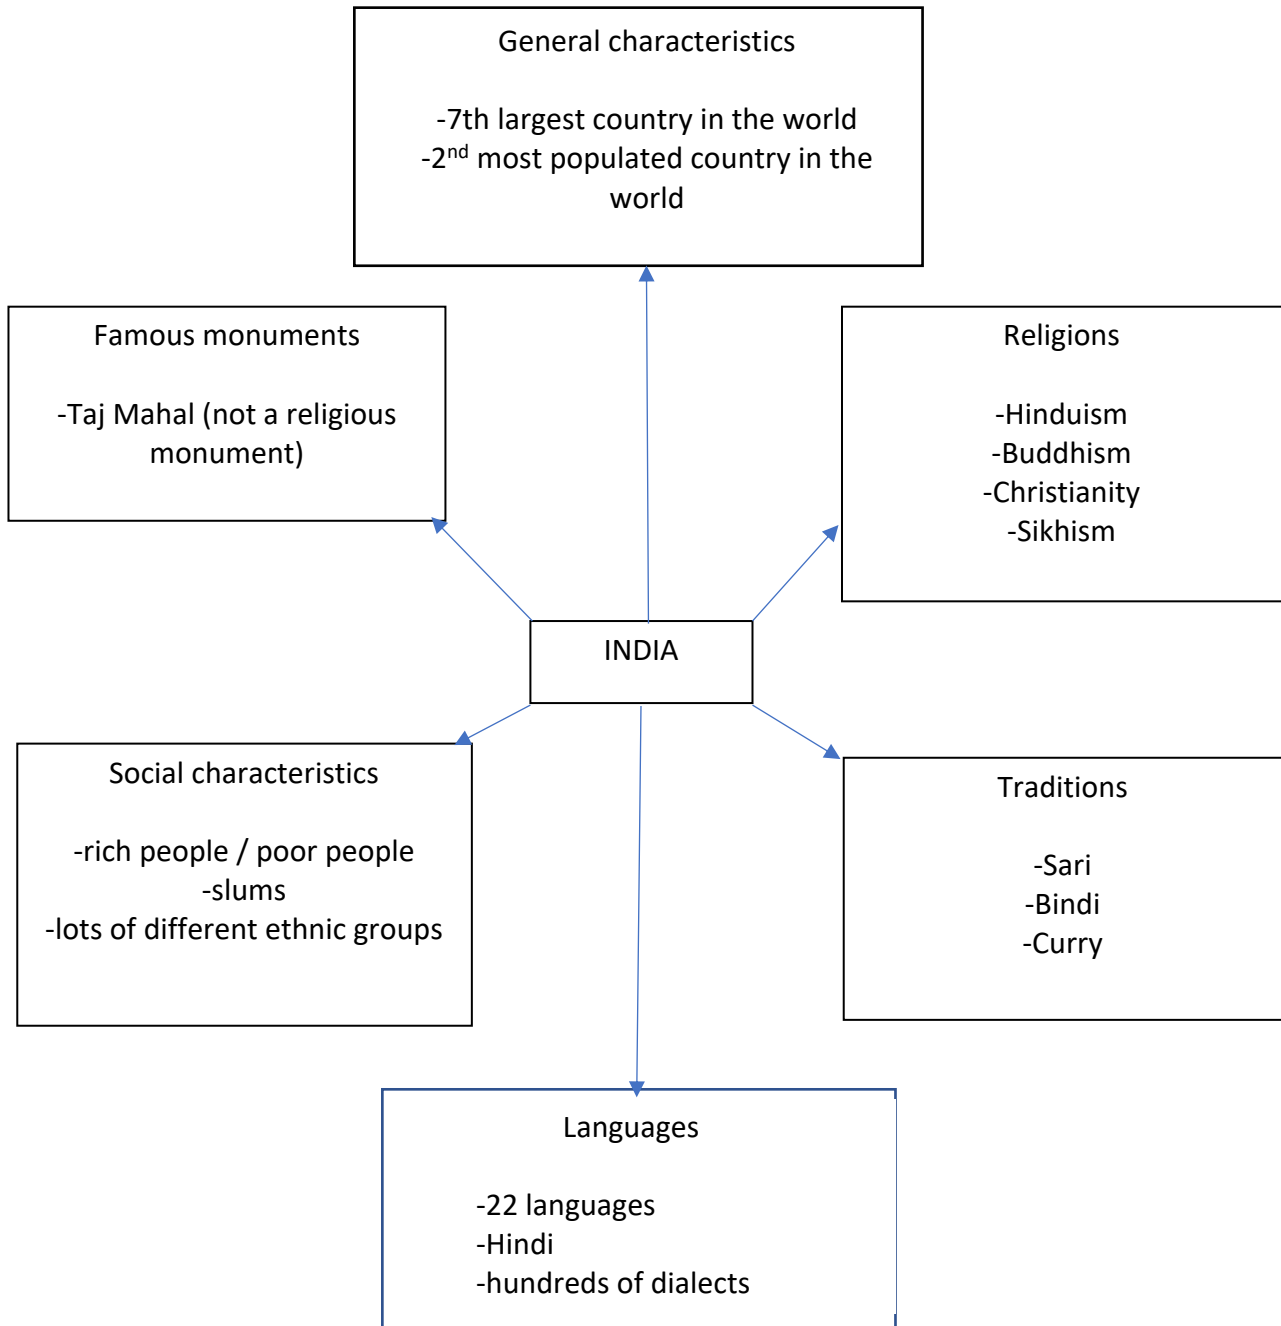 General characteristics
-7th largest country in the world
-2nd most populated country in the
world
Famous monuments
-Taj Mahal (not a religious
monument)
Religions
-Hinduism
-Buddhism
-Christianity
-Sikhism
INDIA
Social characteristics
-rich people / poor people
-slums
-lots of different ethnic groups
Traditions
-Sari
-Bindi
-Curry
Languages
-22 languages
-Hindi
-hundreds of dialects